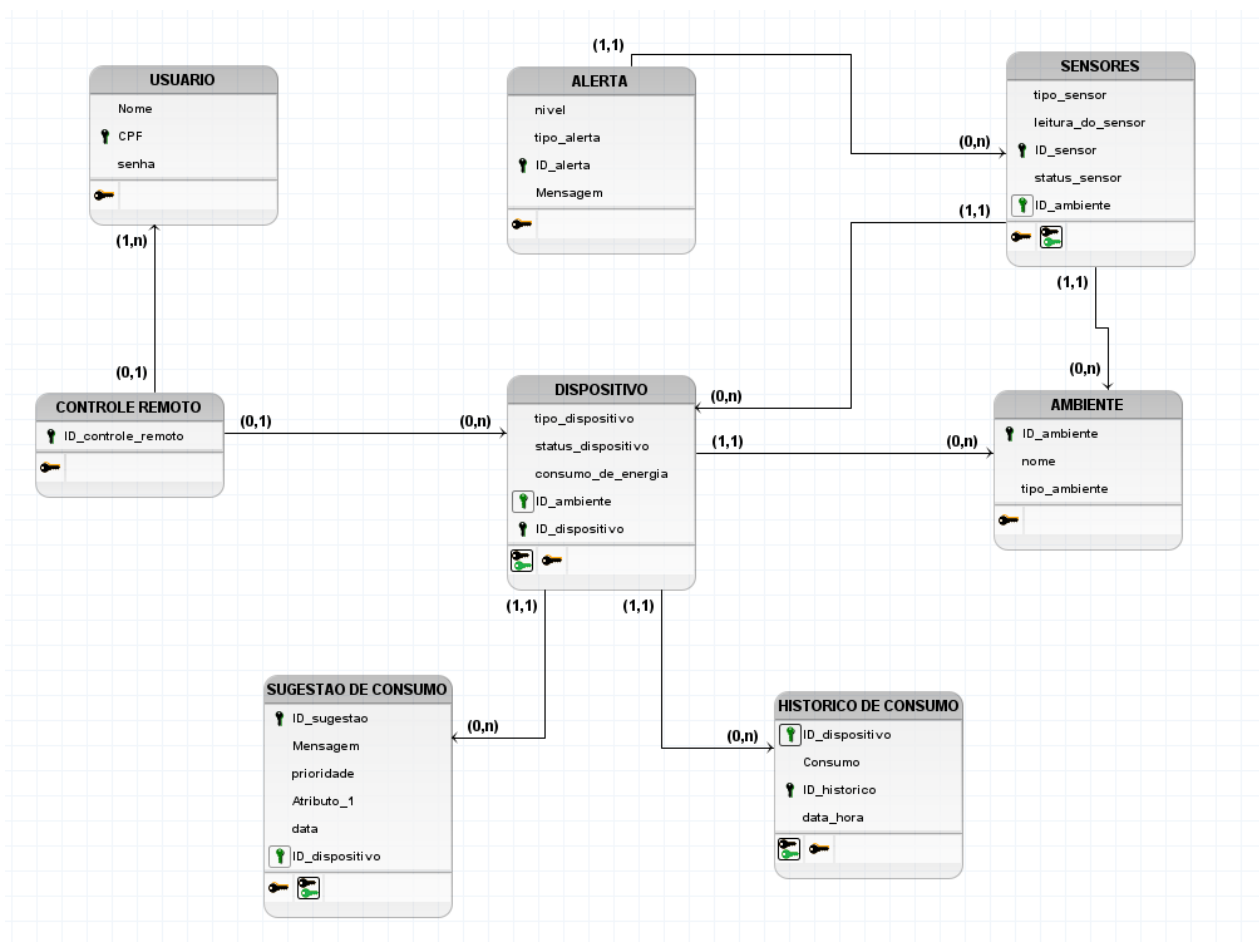 (1,1)
USUARIO
Nome
CPF
senha
(1,n)
ALERTA
nivel
tipo_alerta
ID_alerta
Mensagem
SENSORES
tipo_sensor
leitura_do_sensor
(0,n)
ID_sensor
status_sensor
ID_ambiente
(1,1)
(1,1)
(0,n)
(0,1)
CONTROLE REMOTO
ID_controle_remoto
(0,1)
(0,n)
DISPOSITIVO
tipo_dispositivo
status_dispositivo
consumo_de_energia
ID_ambiente
ID_dispositivo
(0,n)
(1,1)
(0,n)
AMBIENTE
ID_ambiente
nome
tipo_ambiente
(1,1)
(1,1)
SUGESTAO DE CONSUMO
ID_sugestao
Mensagem
prioridade
Atributo_1
data
ID_dispositivo
(0,n)
(0,n)
HISTORICO DE CONSUMO
ID_dispositivo
Consumo
ID_historico
data_hora